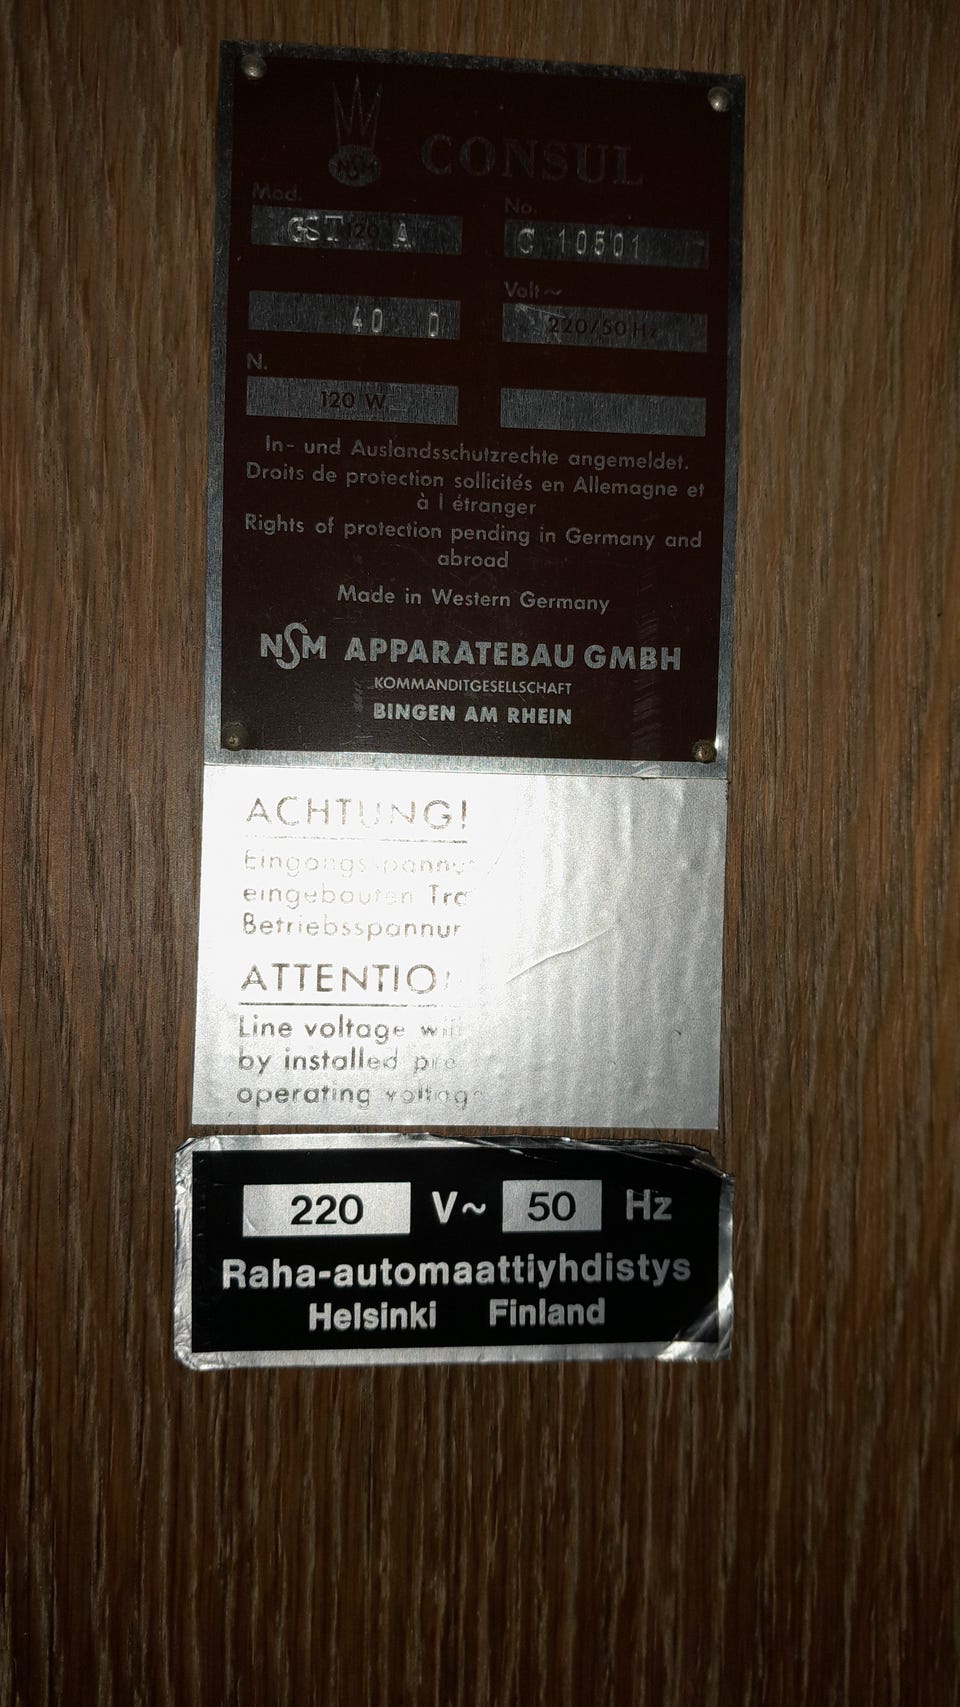 NSM
CONSUL
Mod.
GST 120 A
No.
C 10501
40 D
Volt~
220/50 Hz
N.
120 W
In- und Auslandsschutzrechte angemeldet.
Droits de protection sollicités en Allemagne et
à l étranger
Rights of protection pending in Germany and
abroad
Made in Western Germany
NSM APPARATEBAU GMBH
KOMMANDITGESELLSCHAFT
BINGEN AM RHEIN
ACHTUNG!
eingebauten
ATTENTIO
Line voltage
by installed
operating voltage
220 V~ 50 Hz
Raha-automaattiyhdistys
Helsinki Finland